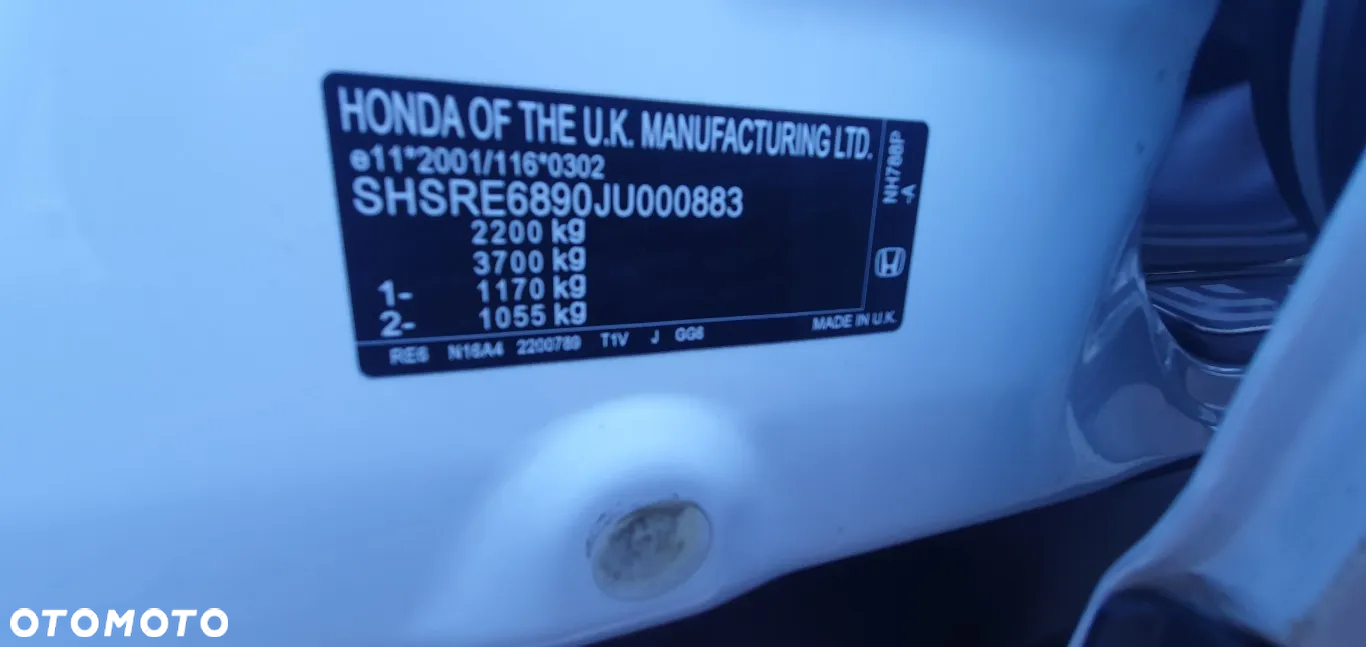 HONDA OF THE U.K. MANUFACTURING LTD.
e11*2001/116*0302
SHSRE6890JU000883
2200 kg
3700 kg
1- 1170 kg
2- 1055 kg
RE6 N16A4 2200789 T1V J GG6
MADE IN U.K.
NH788P
-A
OTOMOTO